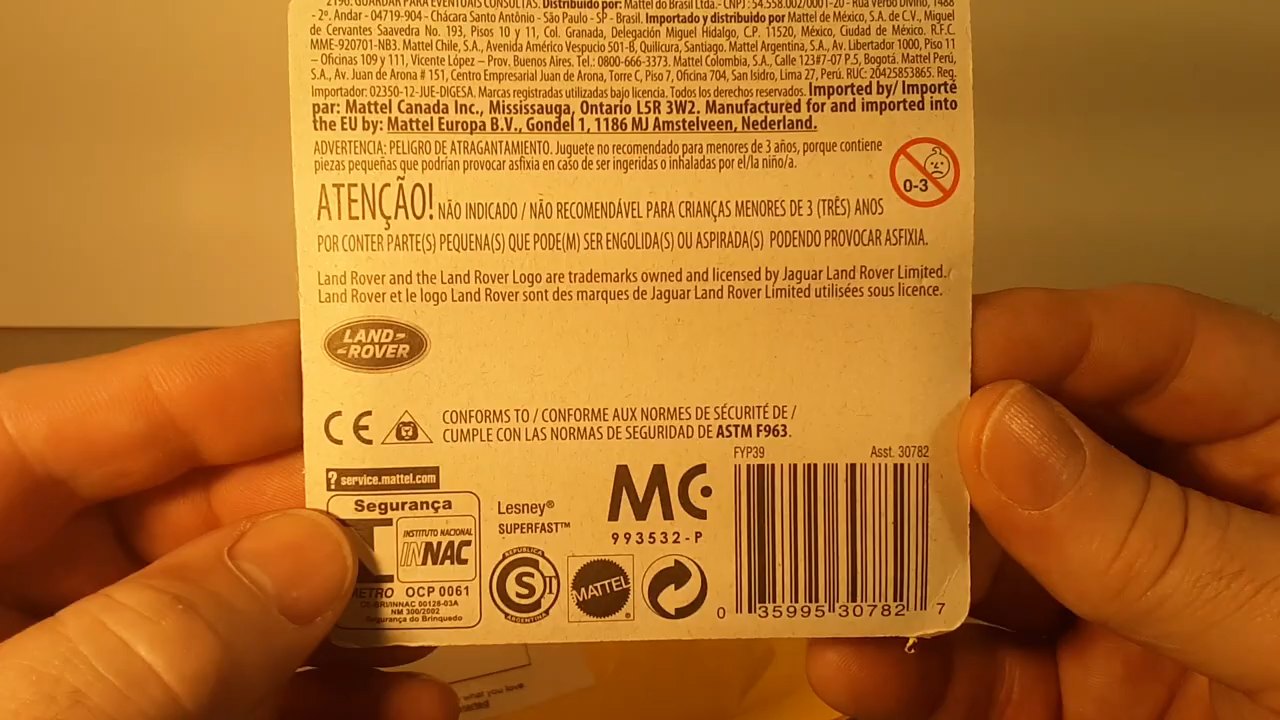 2196. GUARDAR PARA EVENTUAIS CONSULTAS. Distribuído por: Mattel do Brasil Ltda.- CNPJ : 54.558.002/0001-20 - Rua Verbo Divino, 1488
- 2º. Andar - 04719-904 - Chácara Santo Antônio - São Paulo - SP - Brasil. Importado y distribuido por Mattel de México, S.A. de C.V., Miguel
de Cervantes Saavedra No. 193, Pisos 10 y 11, Col. Granada, Delegación Miguel Hidalgo, C.P. 11520, México, Ciudad de México. R.F.C.
MME-920701-NB3. Mattel Chile, S.A., Avenida Américo Vespucio 501-B, Quilicura, Santiago. Mattel Argentina, S.A., Av. Libertador 1000, Piso 11
– Oficinas 109 y 111, Vicente López – Prov. Buenos Aires. Tel.: 0800-666-3373. Mattel Colombia, S.A., Calle 123#7-07 P.5, Bogotá. Mattel Perú,
S.A., Av. Juan de Arona # 151, Centro Empresarial Juan de Arona, Torre C, Piso 7, Oficina 704, San Isidro, Lima 27, Perú. RUC: 20425853865. Reg.
Importador: 02350-12-JUE-DIGESA. Marcas registradas utilizadas bajo licencia. Todos los derechos reservados. Imported by/ Importé
par: Mattel Canada Inc., Mississauga, Ontario L5R 3W2. Manufactured for and imported into
the EU by: Mattel Europa B.V., Gondel 1, 1186 MJ Amstelveen, Nederland.
ADVERTENCIA: PELIGRO DE ATRAGANTAMIENTO. Juguete no recomendado para menores de 3 años, porque contiene
piezas pequeñas que podrían provocar asfixia en caso de ser ingeridos o inhaladas por el/la niño/a.
0-3
ATENÇÃO! NÃO INDICADO / NÃO RECOMENDÁVEL PARA CRIANÇAS MENORES DE 3 (TRÊS) ANOS
POR CONTER PARTE(S) PEQUENA(S) QUE PODE(M) SER ENGOLIDA(S) OU ASPIRADA(S) PODENDO PROVOCAR ASFIXIA.
Land Rover and the Land Rover Logo are trademarks owned and licensed by Jaguar Land Rover Limited.
Land Rover et le logo Land Rover sont des marques de Jaguar Land Rover Limited utilisées sous licence.
LAND-
-ROVER
CE
CONFORMS TO / CONFORME AUX NORMES DE SÉCURITÉ DE /
CUMPLE CON LAS NORMAS DE SEGURIDAD DE ASTM F963.
FYP39 Asst. 30782
? service.mattel.com
Segurança
INSTITUTO NACIONAL
INNAC
METRO OCP 0061
CE-BRI/INNAC 00128-03A
NM 300/2002
Segurança do Brinquedo
Lesney®
SUPERFAST™
MC
993532-P
REPUBLICA
S
ARGENTINA
MATTEL
0 35995 30782 7
what you love